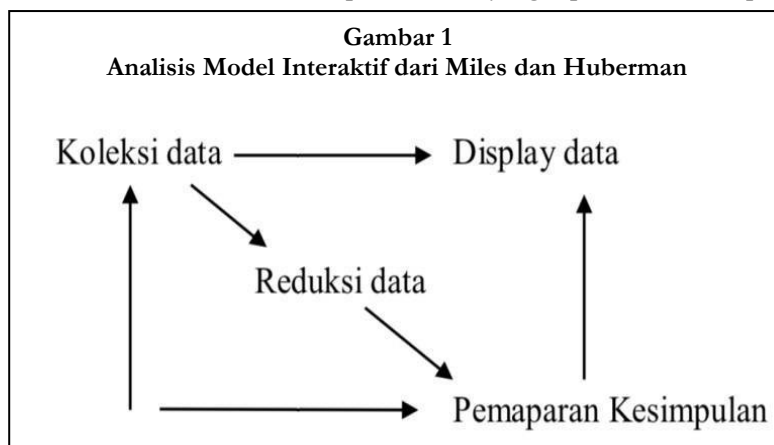 Gambar 1
Analisis Model Interaktif dari Miles dan Huberman
Koleksi data
Display data
Reduksi data
Pemaparan Kesimpulan